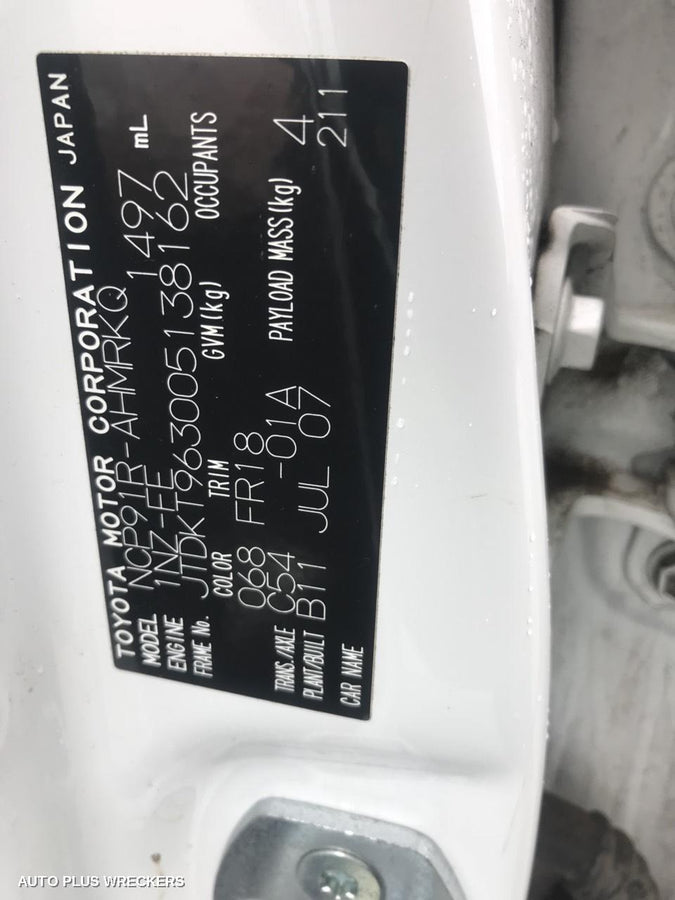 TOYOTA MOTOR CORPORATION JAPAN
MODEL NCP91R-AHMRKQ
ENGINE 1NZ-FE 1497 mL
FRAME No. JTDKT963005138162
COLOR TRIM GVM(kg) OCCUPANTS
068 FR18 4
TRANS./AXLE C54 -01A PAYLOAD MASS(kg) 211
PLANT/BUILT B11 JUL 07
CAR NAME
AUTO PLUS WRECKERS